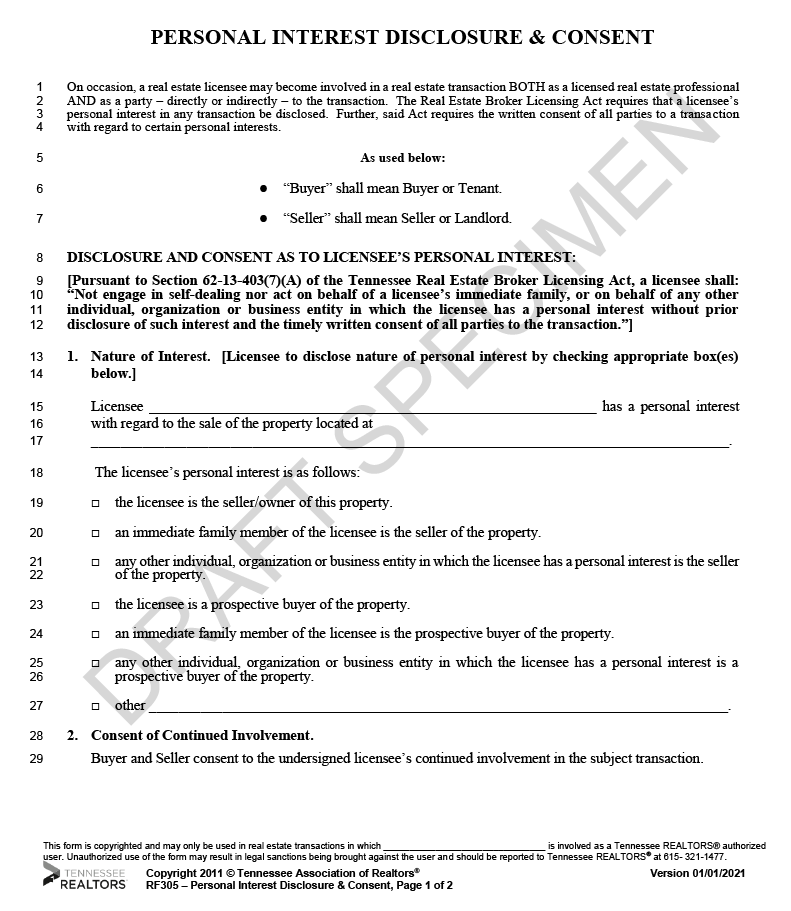 PERSONAL INTEREST DISCLOSURE & CONSENT
1 On occasion, a real estate licensee may become involved in a real estate transaction BOTH as a licensed real estate professional
2 AND as a party – directly or indirectly – to the transaction. The Real Estate Broker Licensing Act requires that a licensee's
3 personal interest in any transaction be disclosed. Further, said Act requires the written consent of all parties to a transaction
4 with regard to certain personal interests.
5 As used below:
6 ● “Buyer” shall mean Buyer or Tenant.
7 ● “Seller” shall mean Seller or Landlord.
8 DISCLOSURE AND CONSENT AS TO LICENSEE'S PERSONAL INTEREST:
9 [Pursuant to Section 62-13-403(7)(A) of the Tennessee Real Estate Broker Licensing Act, a licensee shall:
10 “Not engage in self-dealing nor act on behalf of a licensee's immediate family, or on behalf of any other
11 individual, organization or business entity in which the licensee has a personal interest without prior
12 disclosure of such interest and the timely written consent of all parties to the transaction.”]
13 1. Nature of Interest. [Licensee to disclose nature of personal interest by checking appropriate box(es)
14 below.]
15 Licensee ______________________________ has a personal interest
16 with regard to the sale of the property located at
17 ______________________________.
18 The licensee's personal interest is as follows:
19 □ the licensee is the seller/owner of this property.
20 □ an immediate family member of the licensee is the seller of the property.
21 □ any other individual, organization or business entity in which the licensee has a personal interest is the seller
22 of the property.
23 □ the licensee is a prospective buyer of the property.
24 □ an immediate family member of the licensee is the prospective buyer of the property.
25 □ any other individual, organization or business entity in which the licensee has a personal interest is a
26 prospective buyer of the property.
27 □ other ______________________________.
28 2. Consent of Continued Involvement.
29 Buyer and Seller consent to the undersigned licensee's continued involvement in the subject transaction.
DRAFT SPECIMEN
This form is copyrighted and may only be used in real estate transactions in which ______________________________ is involved as a Tennessee REALTORS® authorized
user. Unauthorized use of the form may result in legal sanctions being brought against the user and should be reported to Tennessee REALTORS® at 615- 321-1477.
TENNESSEE
REALTORS
Copyright 2011 © Tennessee Association of Realtors®
RF305 – Personal Interest Disclosure & Consent, Page 1 of 2
Version 01/01/2021